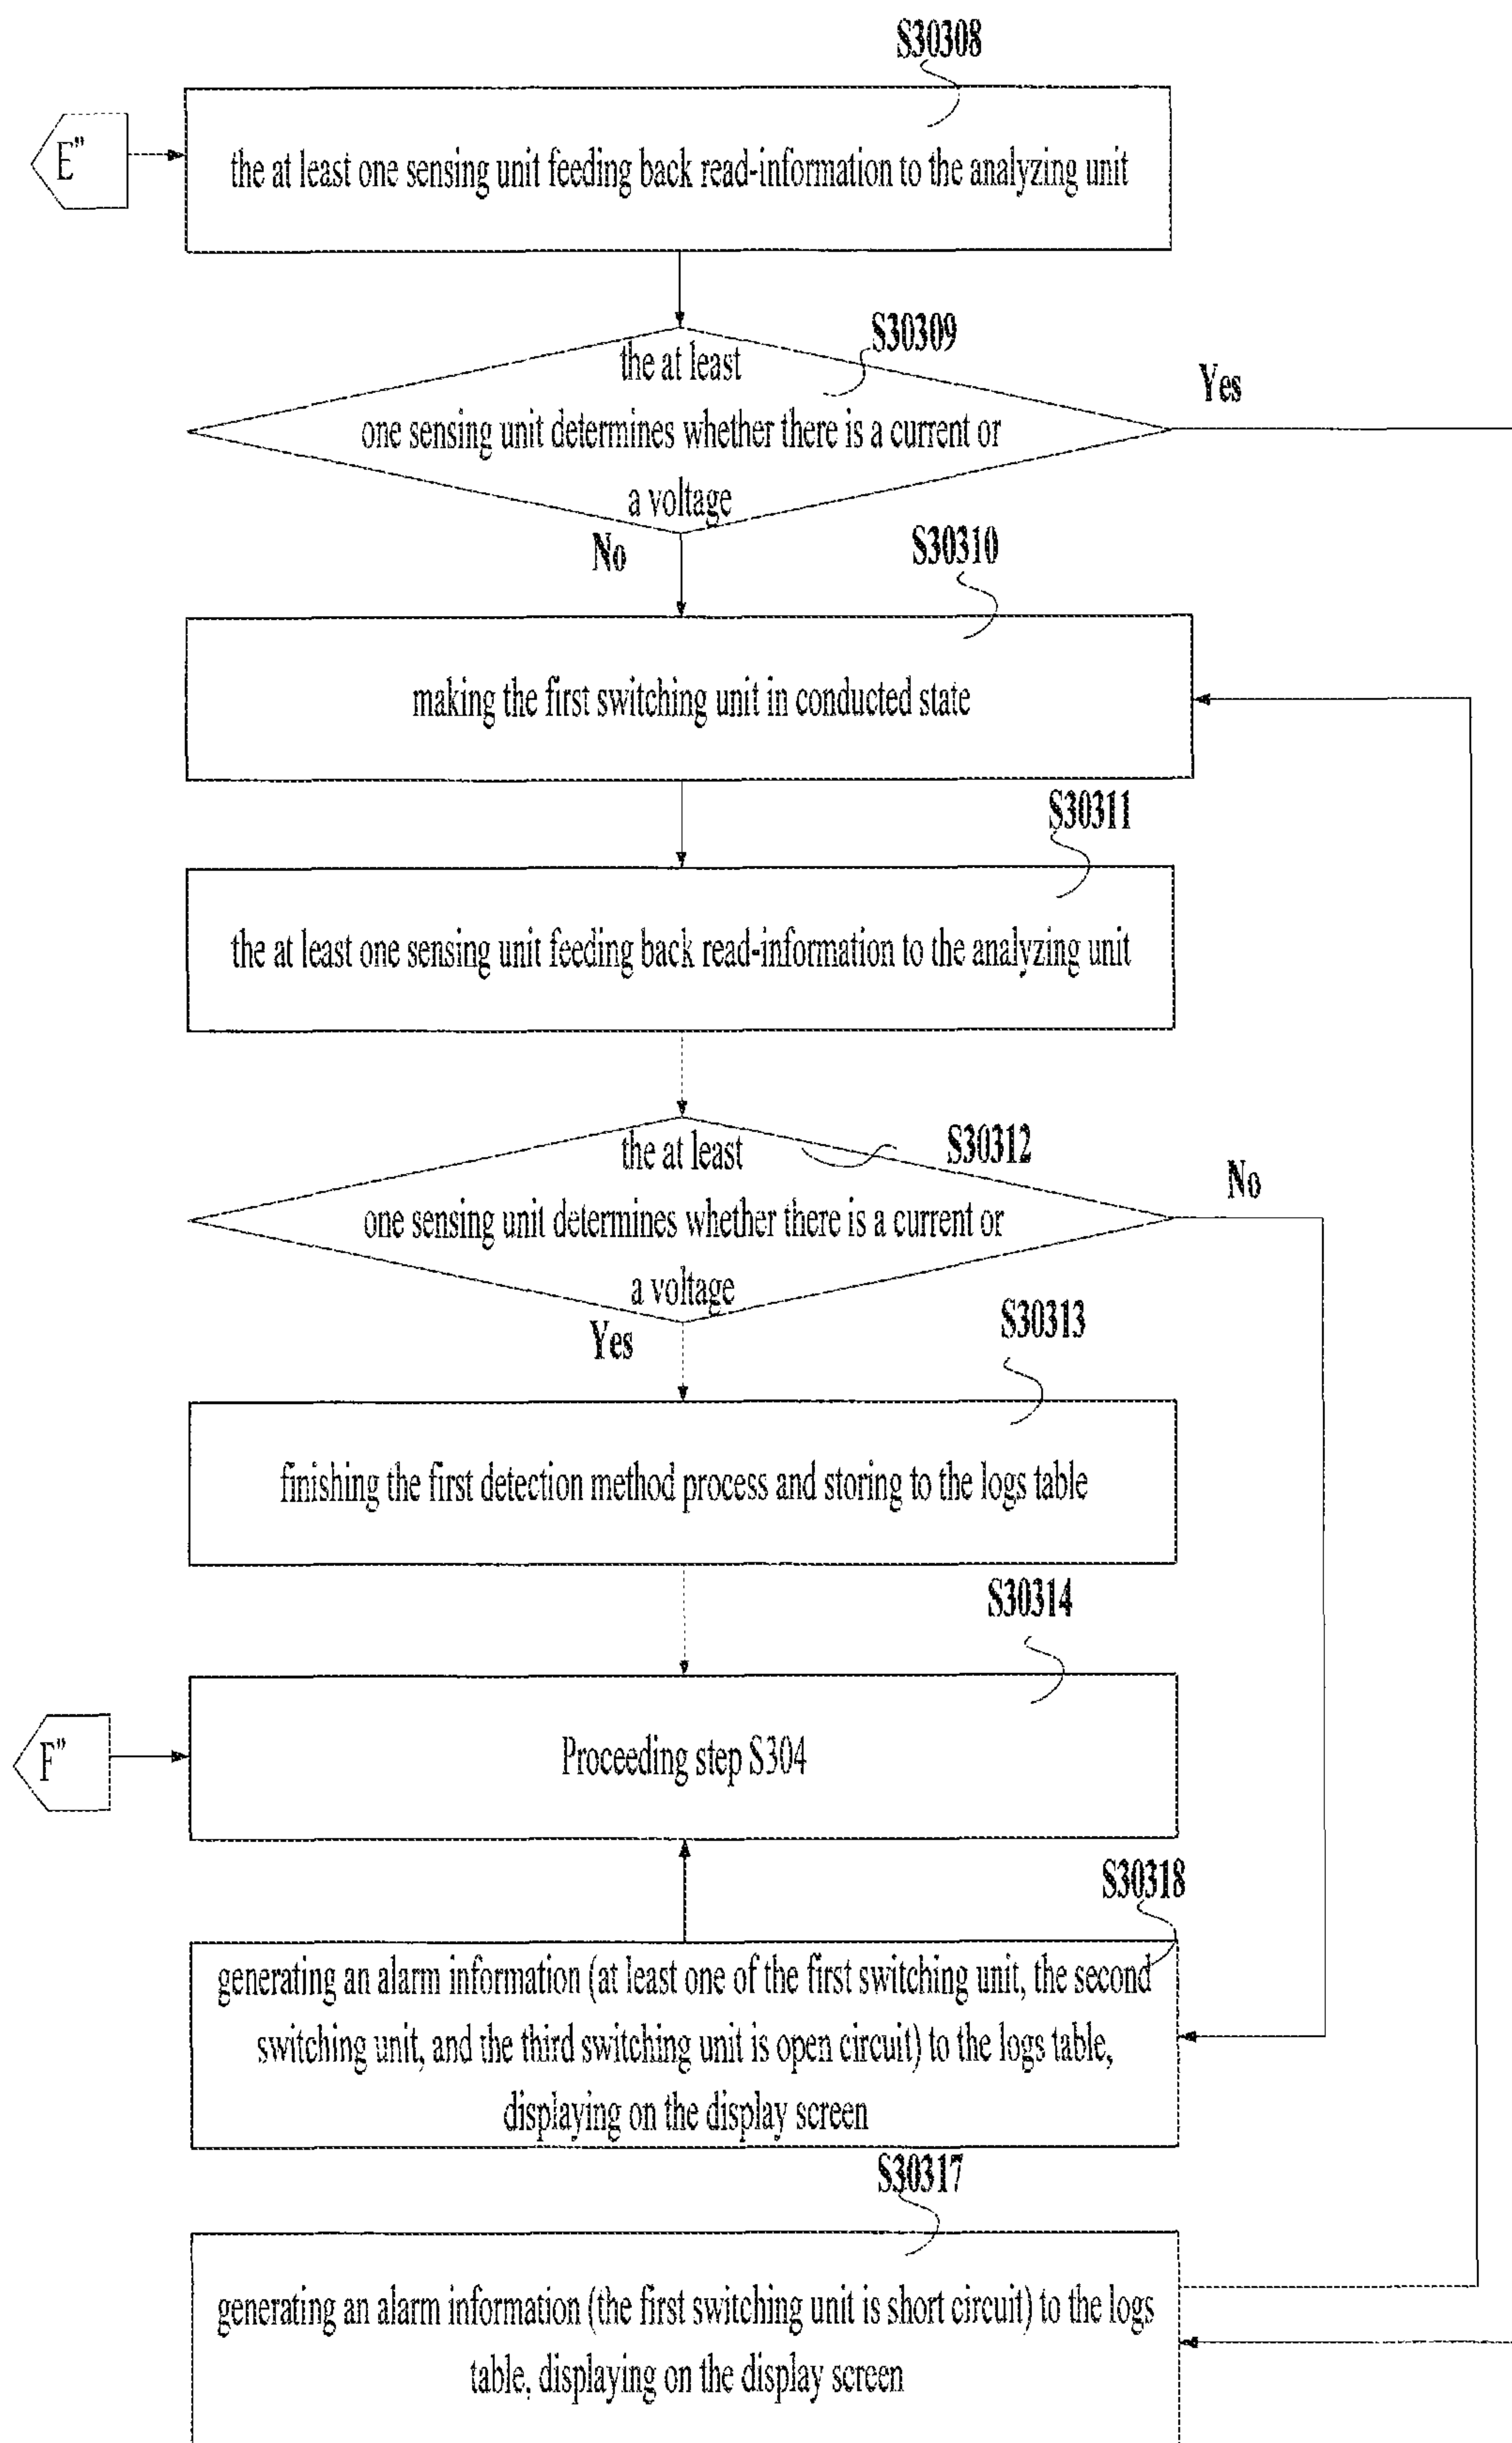 S30308
E"
the at least one sensing unit feeding back read-information to the analyzing unit
S30309
the at least
one sensing unit determines whether there is a current or
a voltage
Yes
No
S30310
making the first switching unit in conducted state
S30311
the at least one sensing unit feeding back read-information to the analyzing unit
S30312
the at least
one sensing unit determines whether there is a current or
a voltage
No
Yes
S30313
finishing the first detection method process and storing to the logs table
S30314
F"
Proceeding step S304
S30318
generating an alarm information (at least one of the first switching unit, the second
switching unit, and the third switching unit is open circuit) to the logs table,
displaying on the display screen
S30317
generating an alarm information (the first switching unit is short circuit) to the logs
table, displaying on the display screen